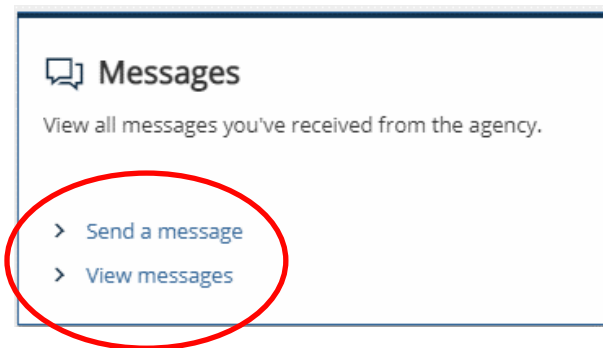 Messages
View all messages you've received from the agency.
Send a message
View messages